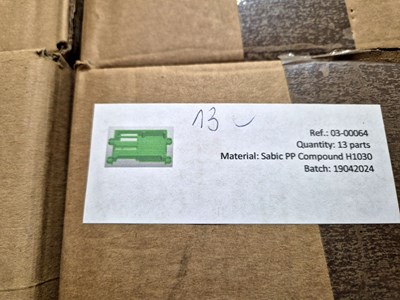 13
Ref.: 03-00064
Quantity: 13 parts
Material: Sabic PP Compound H1030
Batch: 19042024